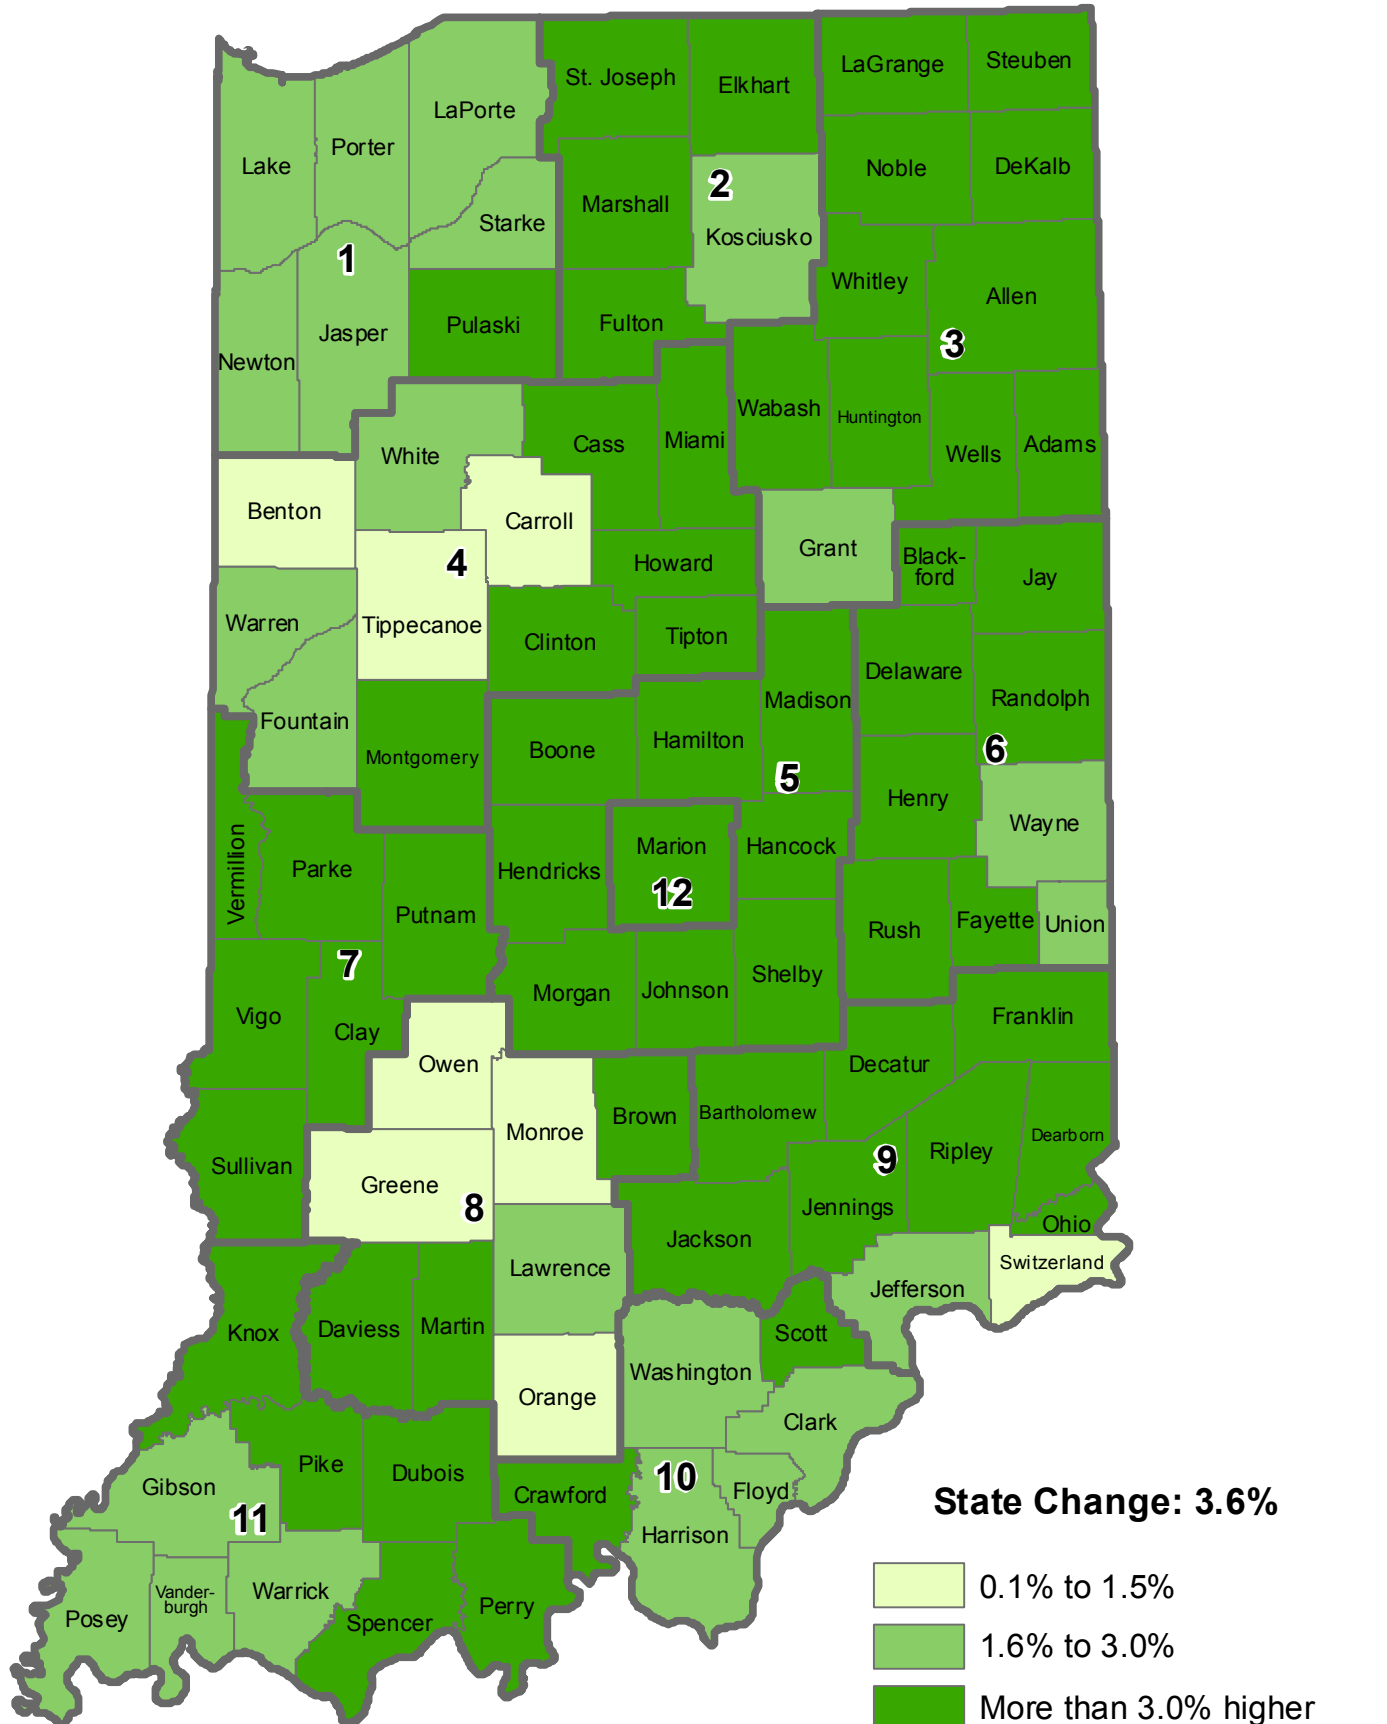 St. Joseph
Elkhart
LaGrange
Steuben
LaPorte
Porter
Lake
Noble
DeKalb
2
Marshall
Starke
Kosciusko
1
Whitley
Allen
Jasper
Pulaski
Fulton
3
Newton
Wabash
Huntington
White
Cass
Miami
Wells
Adams
Benton
Carroll
Grant
4
Howard
Black-
ford
Jay
Warren
Tippecanoe
Clinton
Tipton
Delaware
Fountain
Madison
Randolph
Montgomery
Boone
Hamilton
6
5
Henry
Wayne
Vermillion
Parke
Hendricks
Marion
Hancock
12
Putnam
Rush
Fayette
Union
7
Vigo
Clay
Morgan
Johnson
Shelby
Franklin
Owen
Decatur
Monroe
Brown
Bartholomew
Dearborn
Sullivan
Greene
8
9
Ripley
Jennings
Ohio
Jackson
Lawrence
Jefferson
Switzerland
Knox
Daviess
Martin
Scott
Washington
Orange
Clark
Pike
Dubois
Gibson
11
Crawford
10
Floyd
Harrison
Posey
Vander-
burgh
Warrick
Spencer
Perry
State Change: 3.6%
0.1% to 1.5%
1.6% to 3.0%
More than 3.0% higher